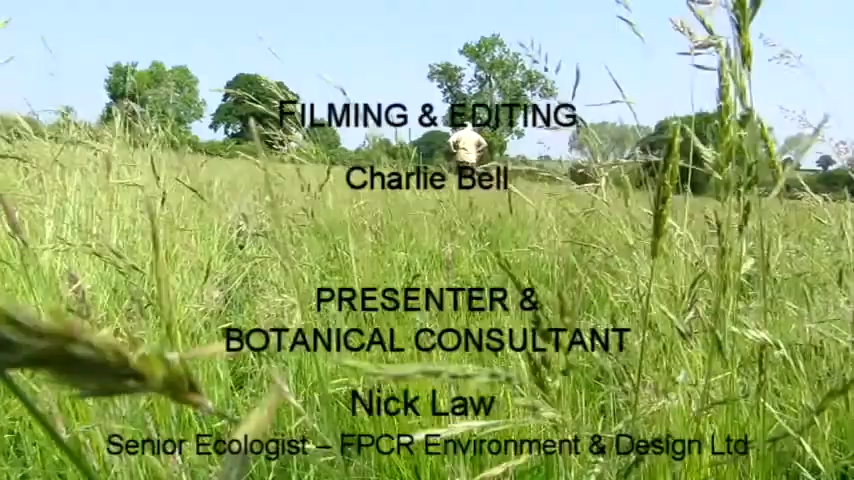 FILMING & EDITING
Charlie Bell
PRESENTER &
BOTANICAL CONSULTANT
Nick Law
Senior Ecologist – FPCR Environment & Design Ltd